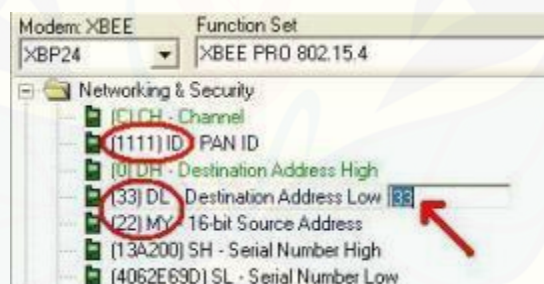 Modem: XBEE Function Set
XBP24 XBEE PRO 802.15.4
Networking & Security
(C) CH - Channel
(1111) ID - PAN ID
(0) DH - Destination Address High
(33) DL - Destination Address Low 33
(22) MY - 16-bit Source Address
(13A200) SH - Serial Number High
(4062E69D) SL - Serial Number Low